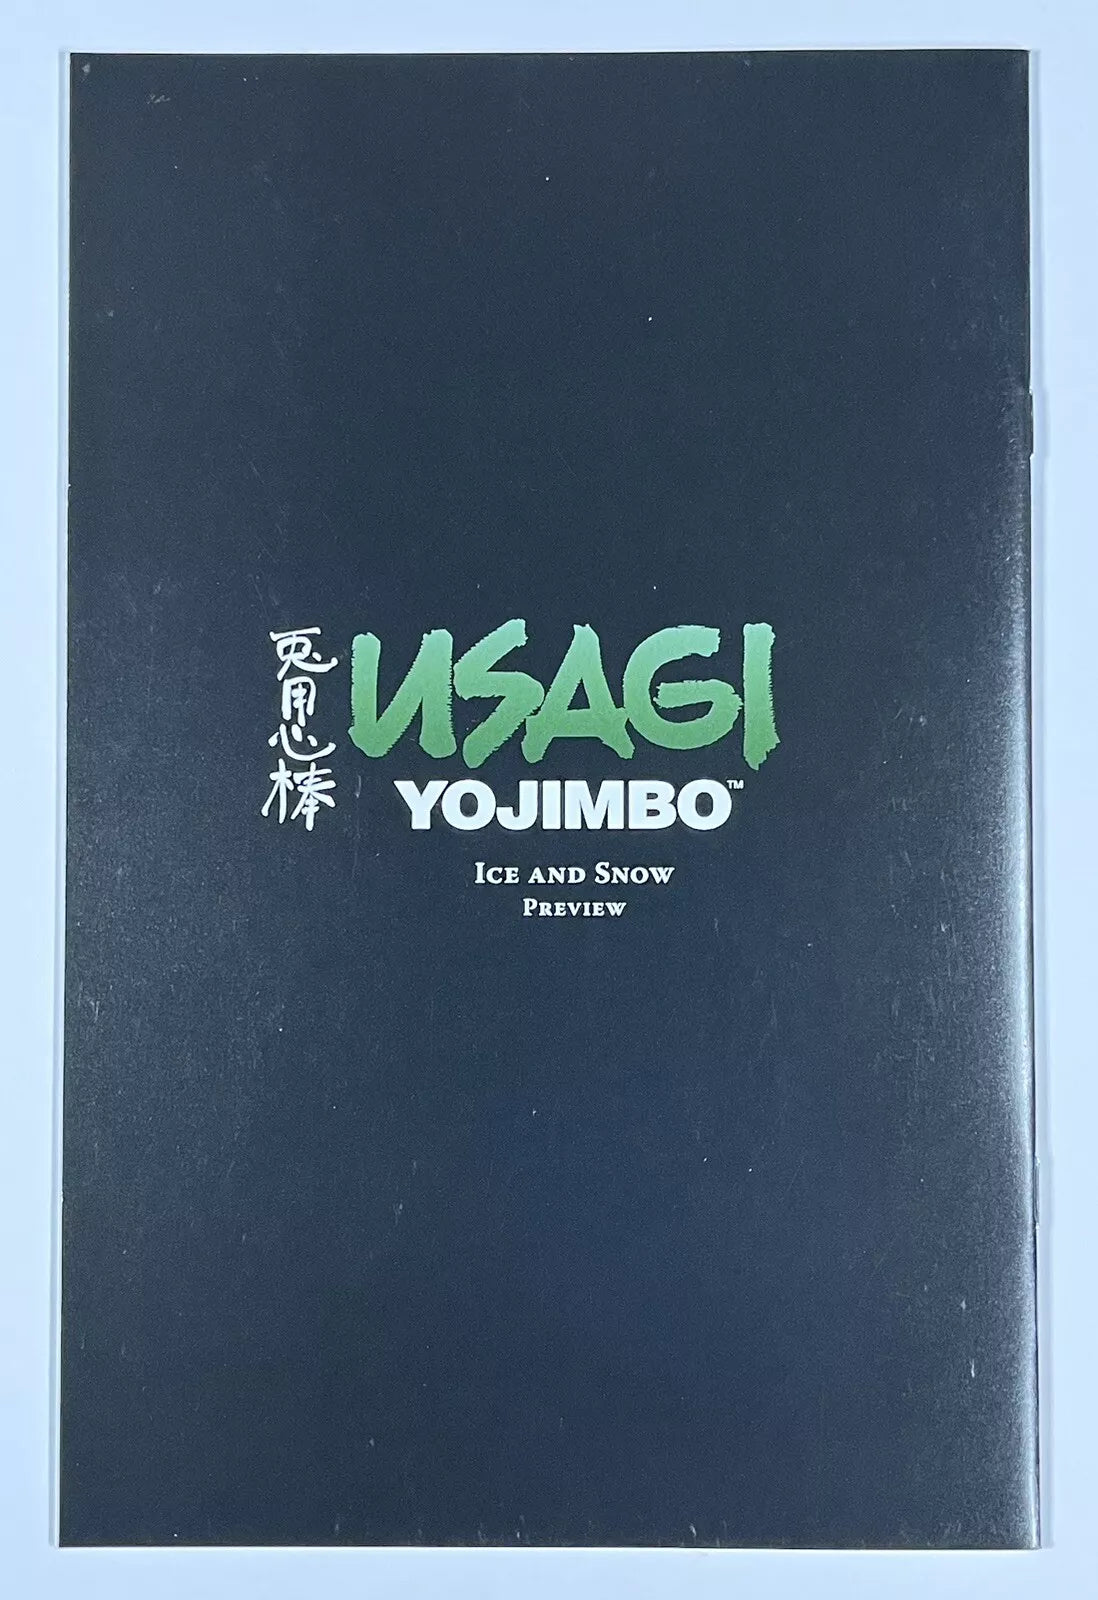 兎用心棒
USAGI
YOJIMBO™
ICE AND SNOW
PREVIEW